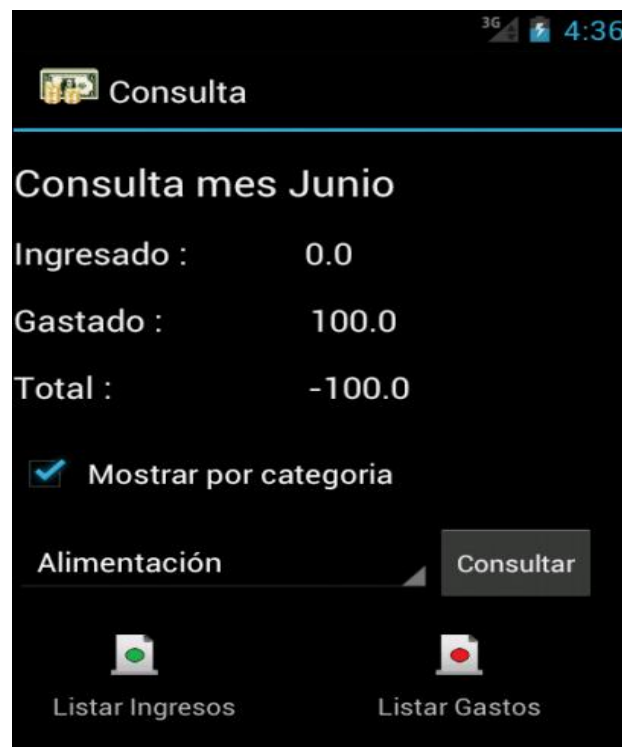 3G 4:36
Consulta
Consulta mes Junio
Ingresado : 0.0
Gastado : 100.0
Total : -100.0
Mostrar por categoria
Alimentación Consultar
Listar Ingresos Listar Gastos